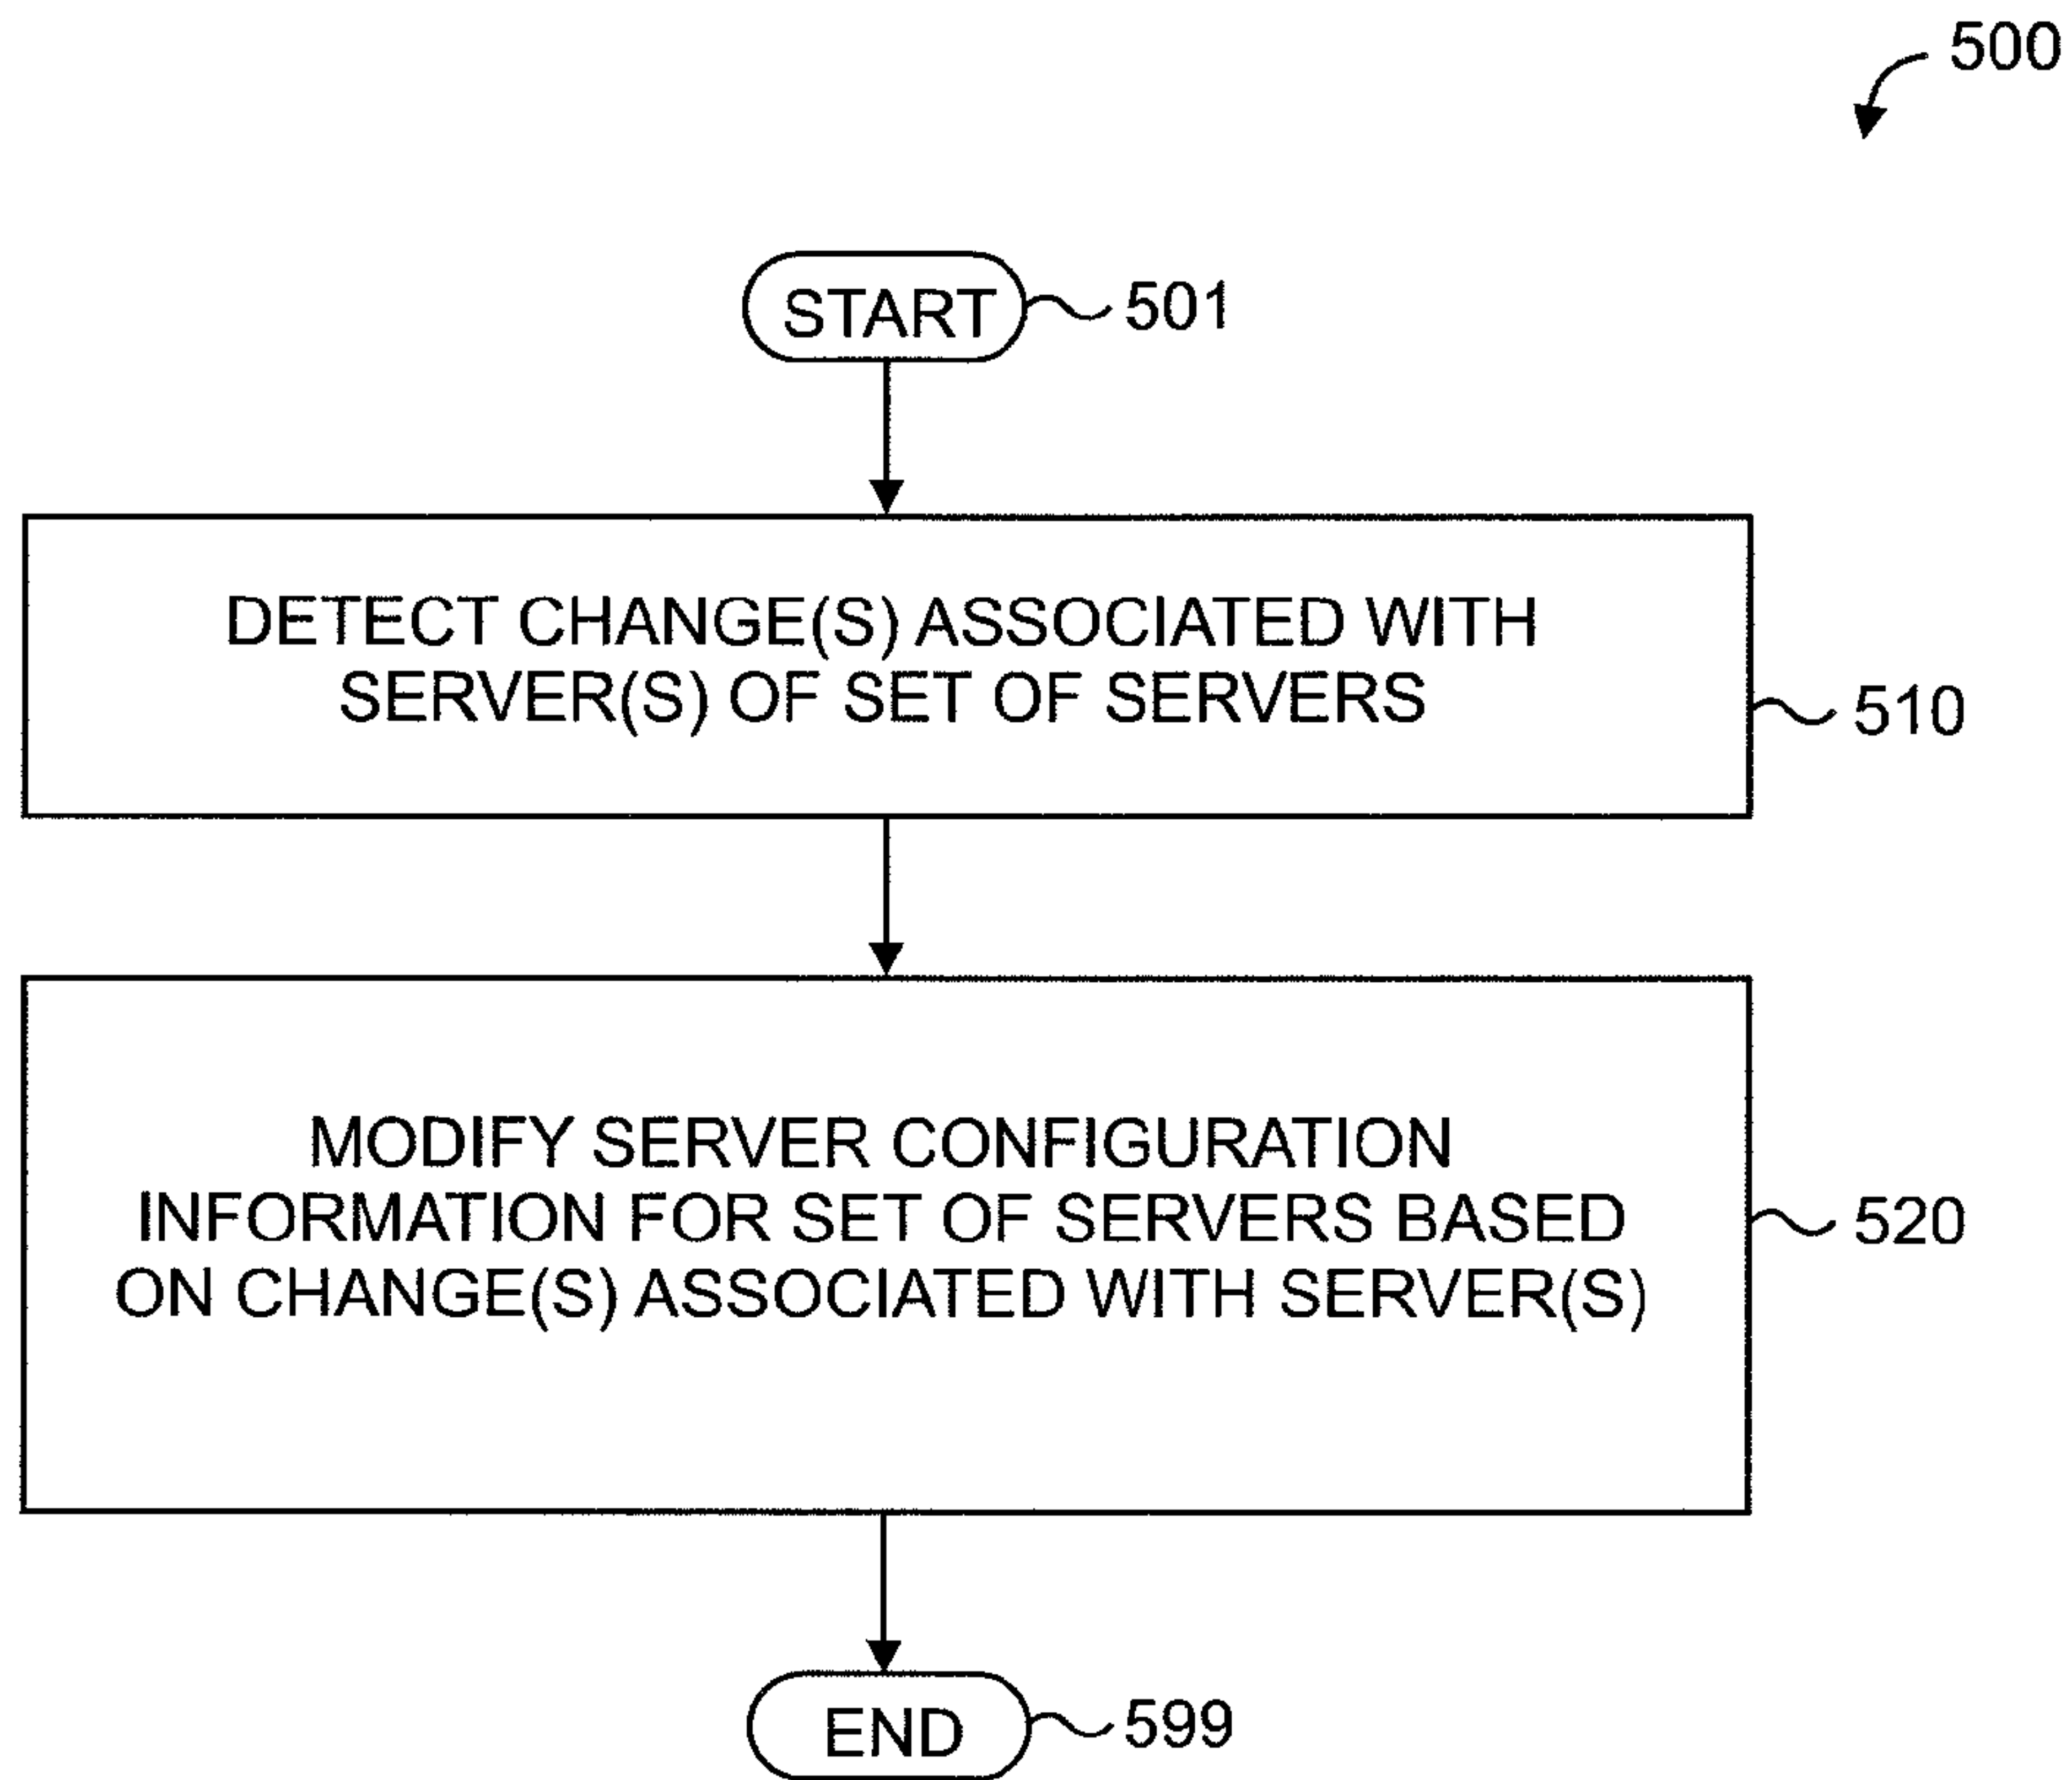 500
START
501
DETECT CHANGE(S) ASSOCIATED WITH
SERVER(S) OF SET OF SERVERS
510
MODIFY SERVER CONFIGURATION
INFORMATION FOR SET OF SERVERS BASED
ON CHANGE(S) ASSOCIATED WITH SERVER(S)
520
END
599